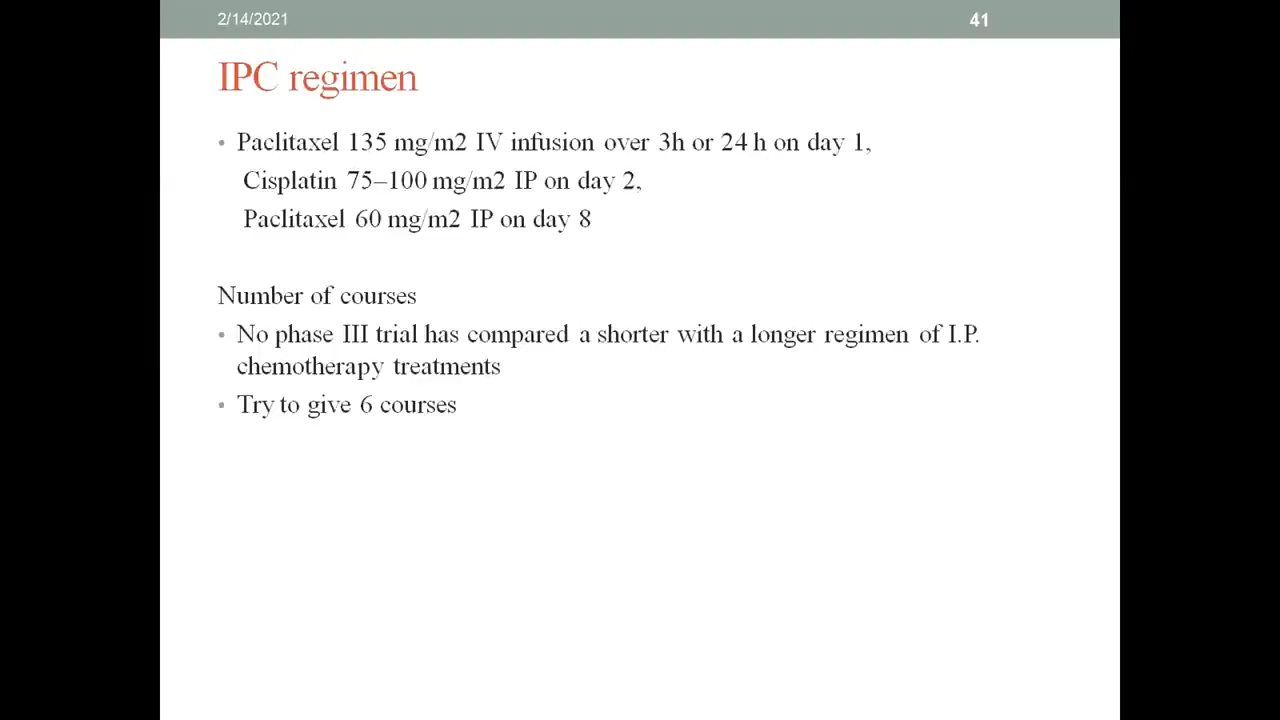 2/14/2021
41
IPC regimen
• Paclitaxel 135 mg/m2 IV infusion over 3h or 24 h on day 1,
Cisplatin 75–100 mg/m2 IP on day 2,
Paclitaxel 60 mg/m2 IP on day 8
Number of courses
• No phase III trial has compared a shorter with a longer regimen of I.P.
chemotherapy treatments
• Try to give 6 courses